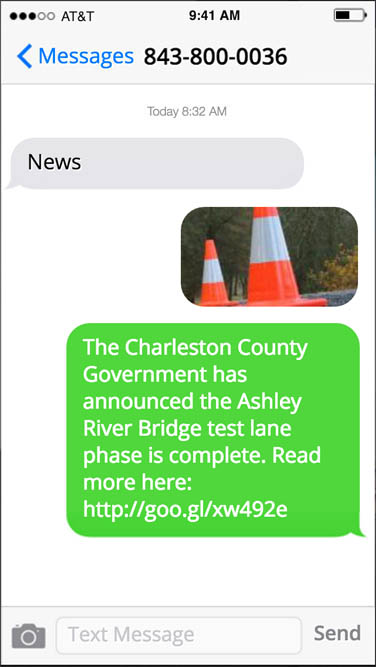 AT&T 9:41 AM
Messages 843-800-0036
Today 8:32 AM
News
The Charleston County
Government has
announced the Ashley
River Bridge test lane
phase is complete. Read
more here:
http://goo.gl/xw492e
Text Message Send